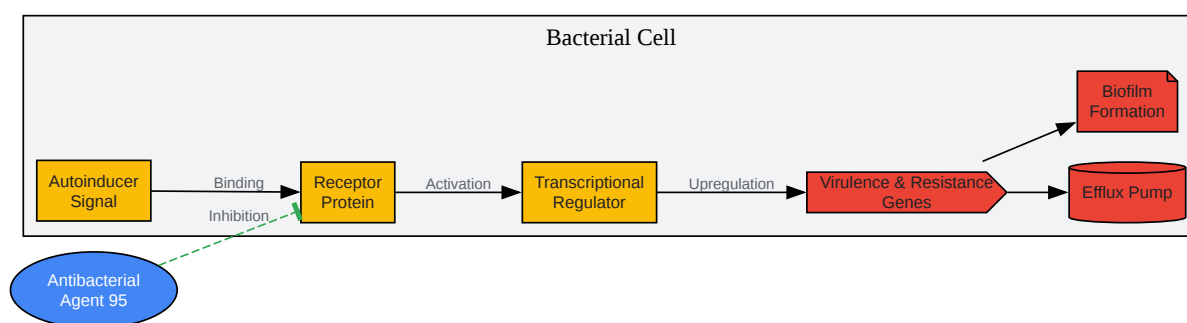 Bacterial Cell
Biofilm
Formation
Autoinducer
Signal
Binding
Receptor
Protein
Activation
Transcriptional
Regulator
Upregulation
Virulence & Resistance
Genes
Efflux Pump
Inhibition
Antibacterial
Agent 95